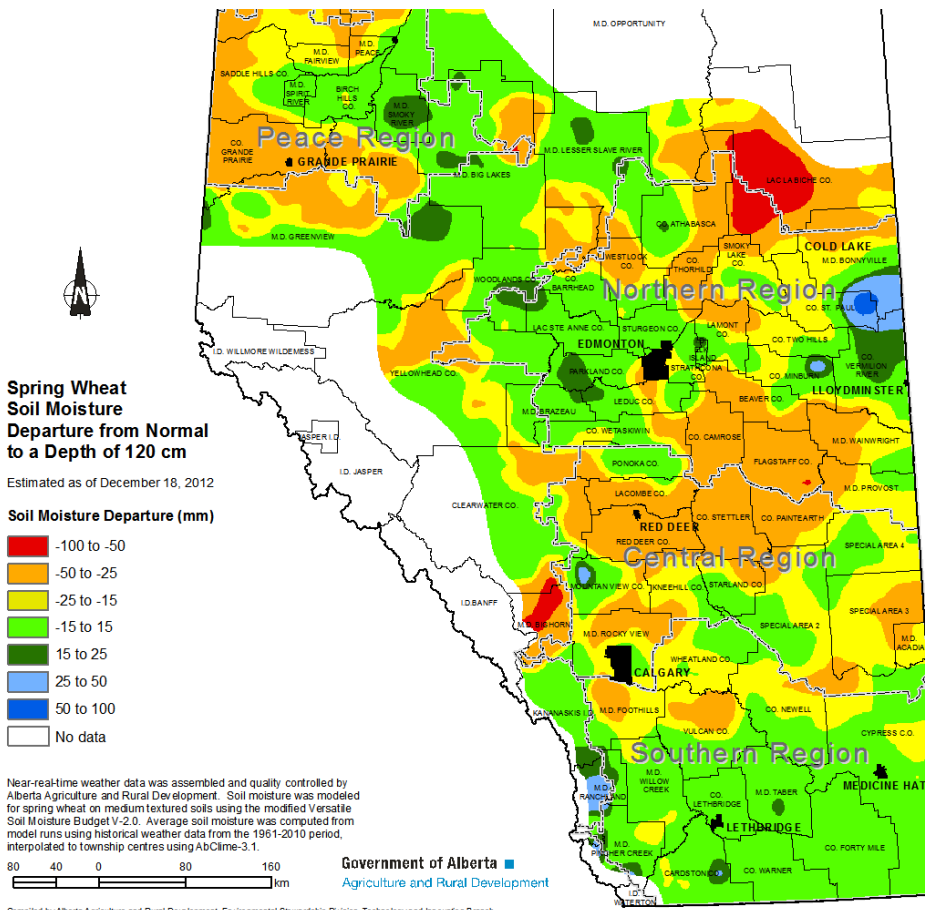 M.D. OPPORTUNITY
M.D.
PEACE
M.D.
FAIRVIEW
SADDLE HILLS CO.
M.D.
SPIRIT
RIVER
BIRCH
HILLS
CO.
M.D.
SMOKY
RIVER
Peace Region
CO.
GRANDE
PRAIRIE
GRANDE PRAIRIE
M.D. LESSER SLAVE RIVER
M.D. BIG LAKES
LAC LA BICHE CO.
M.D. GREENVIEW
CO. ATHABASCA
COLD LAKE
SMOKY
LAKE
CO.
M.D. BONNYVILLE
WESTLOCK
CO.
CO.
THORHILD
WOODLANDS CO.
CO.
BARRHEAD
Northern Region
CO. ST. PAUL
LAC STE ANNE CO.
STURGEON CO.
LAMONT
CO.
EDMONTON
ELK
ISLAND
CO. TWO HILLS
I.D. WILLMORE WILDERNESS
YELLOWHEAD CO.
PARKLAND CO.
STRATHCONA
CO.
CO. MINBURN
CO.
VERMILION
RIVER
LLOYDMINSTER
LEDUC CO.
BEAVER CO.
M.D. BRAZEAU
Spring Wheat
Soil Moisture
Departure from Normal
to a Depth of 120 cm
CO. WETASKIWIN
CO. CAMROSE
M.D. WAINWRIGHT
JASPER I.D.
PONOKA CO.
FLAGSTAFF CO.
I.D. JASPER
M.D. PROVOST
Estimated as of December 18, 2012
LACOMBE CO.
CLEARWATER CO.
Soil Moisture Departure (mm)
RED DEER
CO. STETTLER
CO. PAINTEARTH
RED DEER CO.
SPECIAL AREA 4
-100 to -50
Central Region
-50 to -25
MOUNTAIN VIEW CO.
KNEEHILL CO.
STARLAND CO.
-25 to -15
I.D.BANFF
SPECIAL AREA 3
-15 to 15
M.D. BIGHORN
M.D. ROCKY VIEW
SPECIAL AREA 2
M.D.
ACADIA
15 to 25
WHEATLAND CO.
CALGARY
25 to 50
50 to 100
KANANASKIS I.D.
M.D. FOOTHILLS
CO. NEWELL
No data
VULCAN CO.
CYPRESS C.O.
Southern Region
Near-real-time weather data was assembled and quality controlled by
Alberta Agriculture and Rural Development. Soil moisture was modeled
for spring wheat on medium textured soils using the modified Versatile
Soil Moisture Budget V-2.0. Average soil moisture was computed from
model runs using historical weather data from the 1961-2010 period,
interpolated to township centres using AbClime-3.1.
M.D.
RANCHLAND
M.D.
WILLOW
CREEK
CO.
LETHBRIDGE
M.D. TABER
MEDICINE HAT
LETHBRIDGE
M.D.
PINCHER CREEK
CO. FORTY MILE
80 40 0 80 160
km
Government of Alberta
Agriculture and Rural Development
CARDSTON CO.
CO. WARNER
I.D.
WATERTON
N